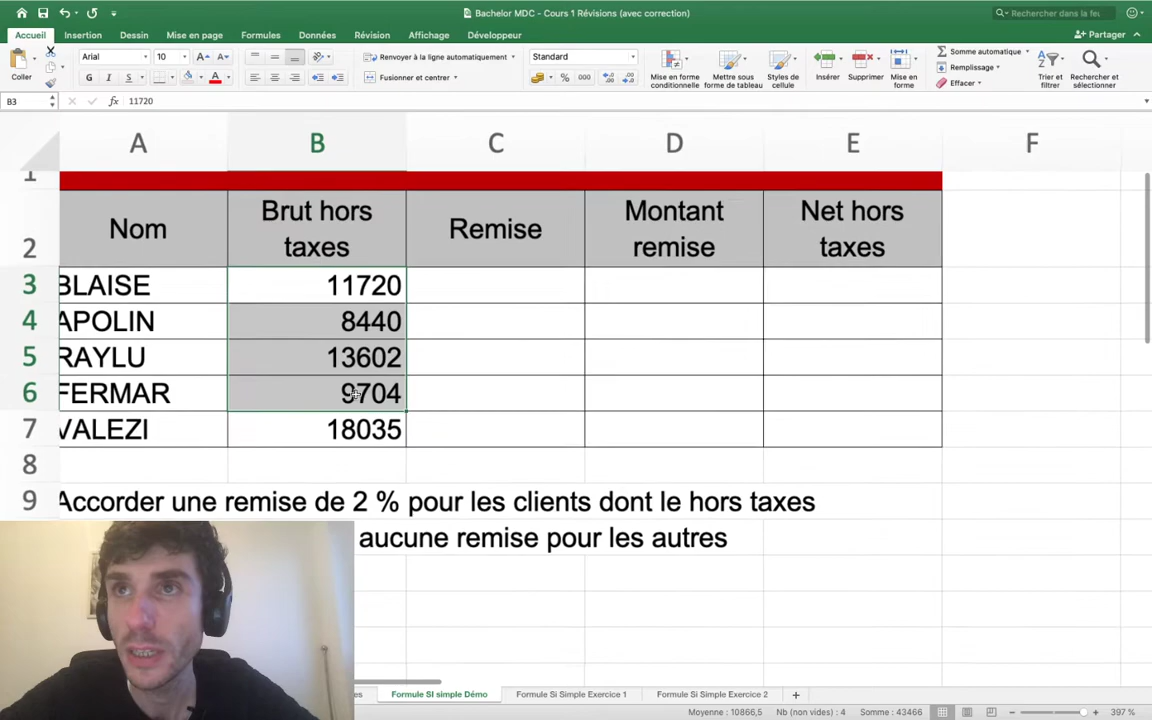 Bachelor MDC - Cours 1 Révisions (avec correction)
Rechercher dans la feu
Accueil Insertion Dessin Mise en page Formules Données Révision Affichage Développeur
Partager
Coller
Arial 10
G I S
Renvoyer à la ligne automatiquement
Fusionner et centrer
Standard
% 000
Mise en forme conditionnelle
Mettre sous forme de tableau
Styles de cellule
Insérer
Supprimer
Mise en forme
Somme automatique
Remplissage
Effacer
Trier et filtrer
Rechercher et sélectionner
B3 fx 11720
A B C D E F
1
2 Nom Brut hors taxes Remise Montant remise Net hors taxes
3 BLAISE 11720
4 APOLIN 8440
5 RAYLU 13602
6 FERMAR 9704
7 VALEZI 18035
8
9 Accorder une remise de 2 % pour les clients dont le hors taxes
aucune remise pour les autres
Formule SI simple Démo Formule Si Simple Exercice 1 Formule Si Simple Exercice 2 +
Moyenne : 10866,5 Nb (non vides) : 4 Somme : 43466 397 %